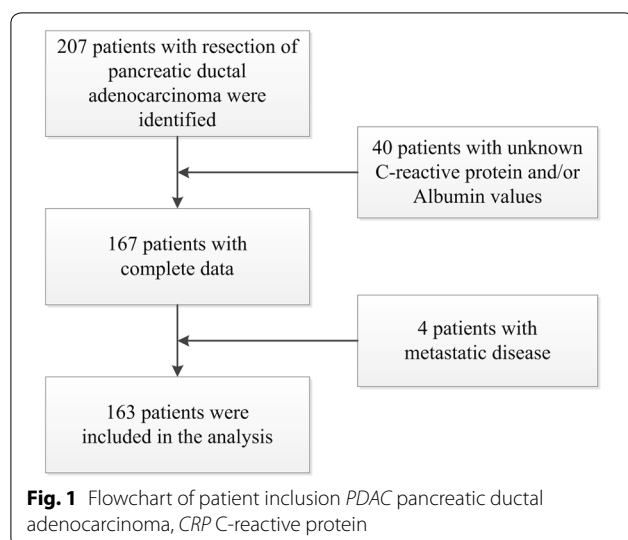 207 patients with resection of
pancreatic ductal
adenocarcinoma were
identified
40 patients with unknown
C-reactive protein and/or
Albumin values
167 patients with
complete data
4 patients with
metastatic disease
163 patients were
included in the analysis
Fig. 1 Flowchart of patient inclusion PDAC pancreatic ductal
adenocarcinoma, CRP C-reactive protein